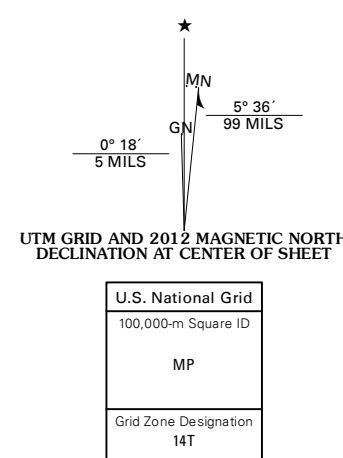 ★
MN
GN
5° 36´
99 MILS
0° 18´
5 MILS
UTM GRID AND 2012 MAGNETIC NORTH
DECLINATION AT CENTER OF SHEET
U.S. National Grid
100,000-m Square ID
MP
Grid Zone Designation
14T